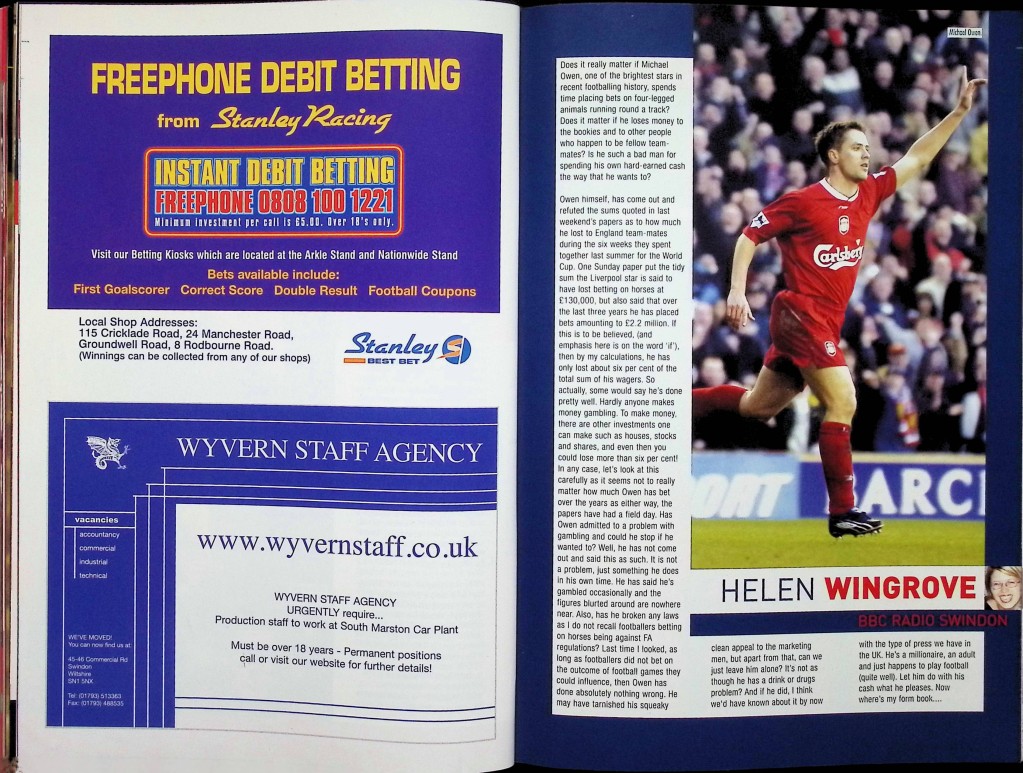 FREEPHONE DEBIT BETTING
from Stanley Racing
INSTANT DEBIT BETTING
FREEPHONE 0808 100 1221
Minimum investment per call is £5.00. Over 18's only.
Visit our Betting Kiosks which are located at the Arkle Stand and Nationwide Stand
Bets available include:
First Goalscorer Correct Score Double Result Football Coupons
Local Shop Addresses:
115 Cricklade Road, 24 Manchester Road,
Groundwell Road, 8 Rodbourne Road.
(Winnings can be collected from any of our shops)
Stanley
BEST BET
WYVERN STAFF AGENCY
vacancies
accountancy
commercial
industrial
technical
www.wyvernstaff.co.uk
WYVERN STAFF AGENCY
URGENTLY require...
Production staff to work at South Marston Car Plant
Must be over 18 years - Permanent positions
call or visit our website for further details!
WE'VE MOVED!
You can now find us at:
45-46 Commercial Rd
Swindon
Wiltshire
SN1 5NX
Tel: (01793) 513363
Fax: (01793) 488535
Michael Owen
Does it really matter if Michael
Owen, one of the brightest stars in
recent footballing history, spends
time placing bets on four-legged
animals running round a track?
Does it matter if he loses money to
the bookies and to other people
who happen to be fellow team-
mates? Is he such a bad man for
spending his own hard-earned cash
the way that he wants to?
Owen himself, has come out and
refuted the sums quoted in last
weekend's papers as to how much
he lost to England team-mates
during the six weeks they spent
together last summer for the World
Cup. One Sunday paper put the tidy
sum the Liverpool star is said to
have lost betting on horses at
£130,000, but also said that over
the last three years he has placed
bets amounting to £2.2 million. If
this is to be believed, (and
emphasis here is on the word 'if'),
then by my calculations, he has
only lost about six per cent of the
total sum of his wagers. So
actually, some would say he's done
pretty well. Hardly anyone makes
money gambling. To make money,
there are other investments one
can make such as houses, stocks
and shares, and even then you
could lose more than six per cent!
In any case, let's look at this
carefully as it seems not to really
matter how much Owen has bet
over the years as either way, the
papers have had a field day. Has
Owen admitted to a problem with
gambling and could he stop if he
wanted to? Well, he has not come
out and said this as such. It is not
a problem, just something he does
in his own time. He has said he's
gambled occasionally and the
figures blurted around are nowhere
near. Also, has he broken any laws
as I do not recall footballers betting
on horses being against FA
regulations? Last time I looked, as
long as footballers did not bet on
the outcome of football games they
could influence, then Owen has
done absolutely nothing wrong. He
may have tarnished his squeaky
Carlsberg
ORT
BARC
HELEN WINGROVE
BBC RADIO SWINDON
clean appeal to the marketing
men, but apart from that, can we
just leave him alone? It's not as
though he has a drink or drugs
problem? And if he did, I think
we'd have known about it by now
with the type of press we have in
the UK. He's a millionaire, an adult
and just happens to play football
(quite well). Let him do with his
cash what he pleases. Now
where's my form book....